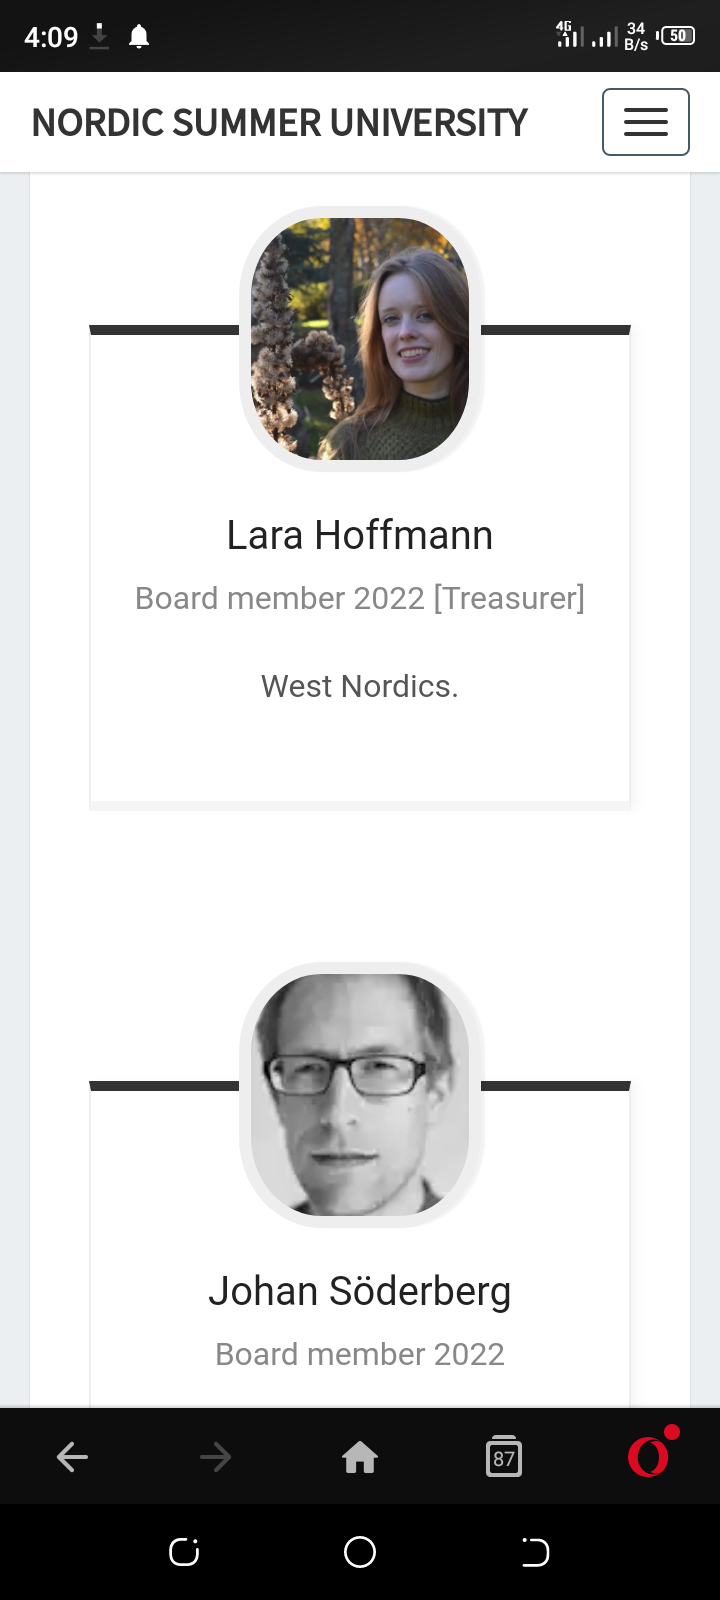 4:09
4G
34
B/s
50
NORDIC SUMMER UNIVERSITY
Lara Hoffmann
Board member 2022 [Treasurer]
West Nordics.
Johan Söderberg
Board member 2022
87